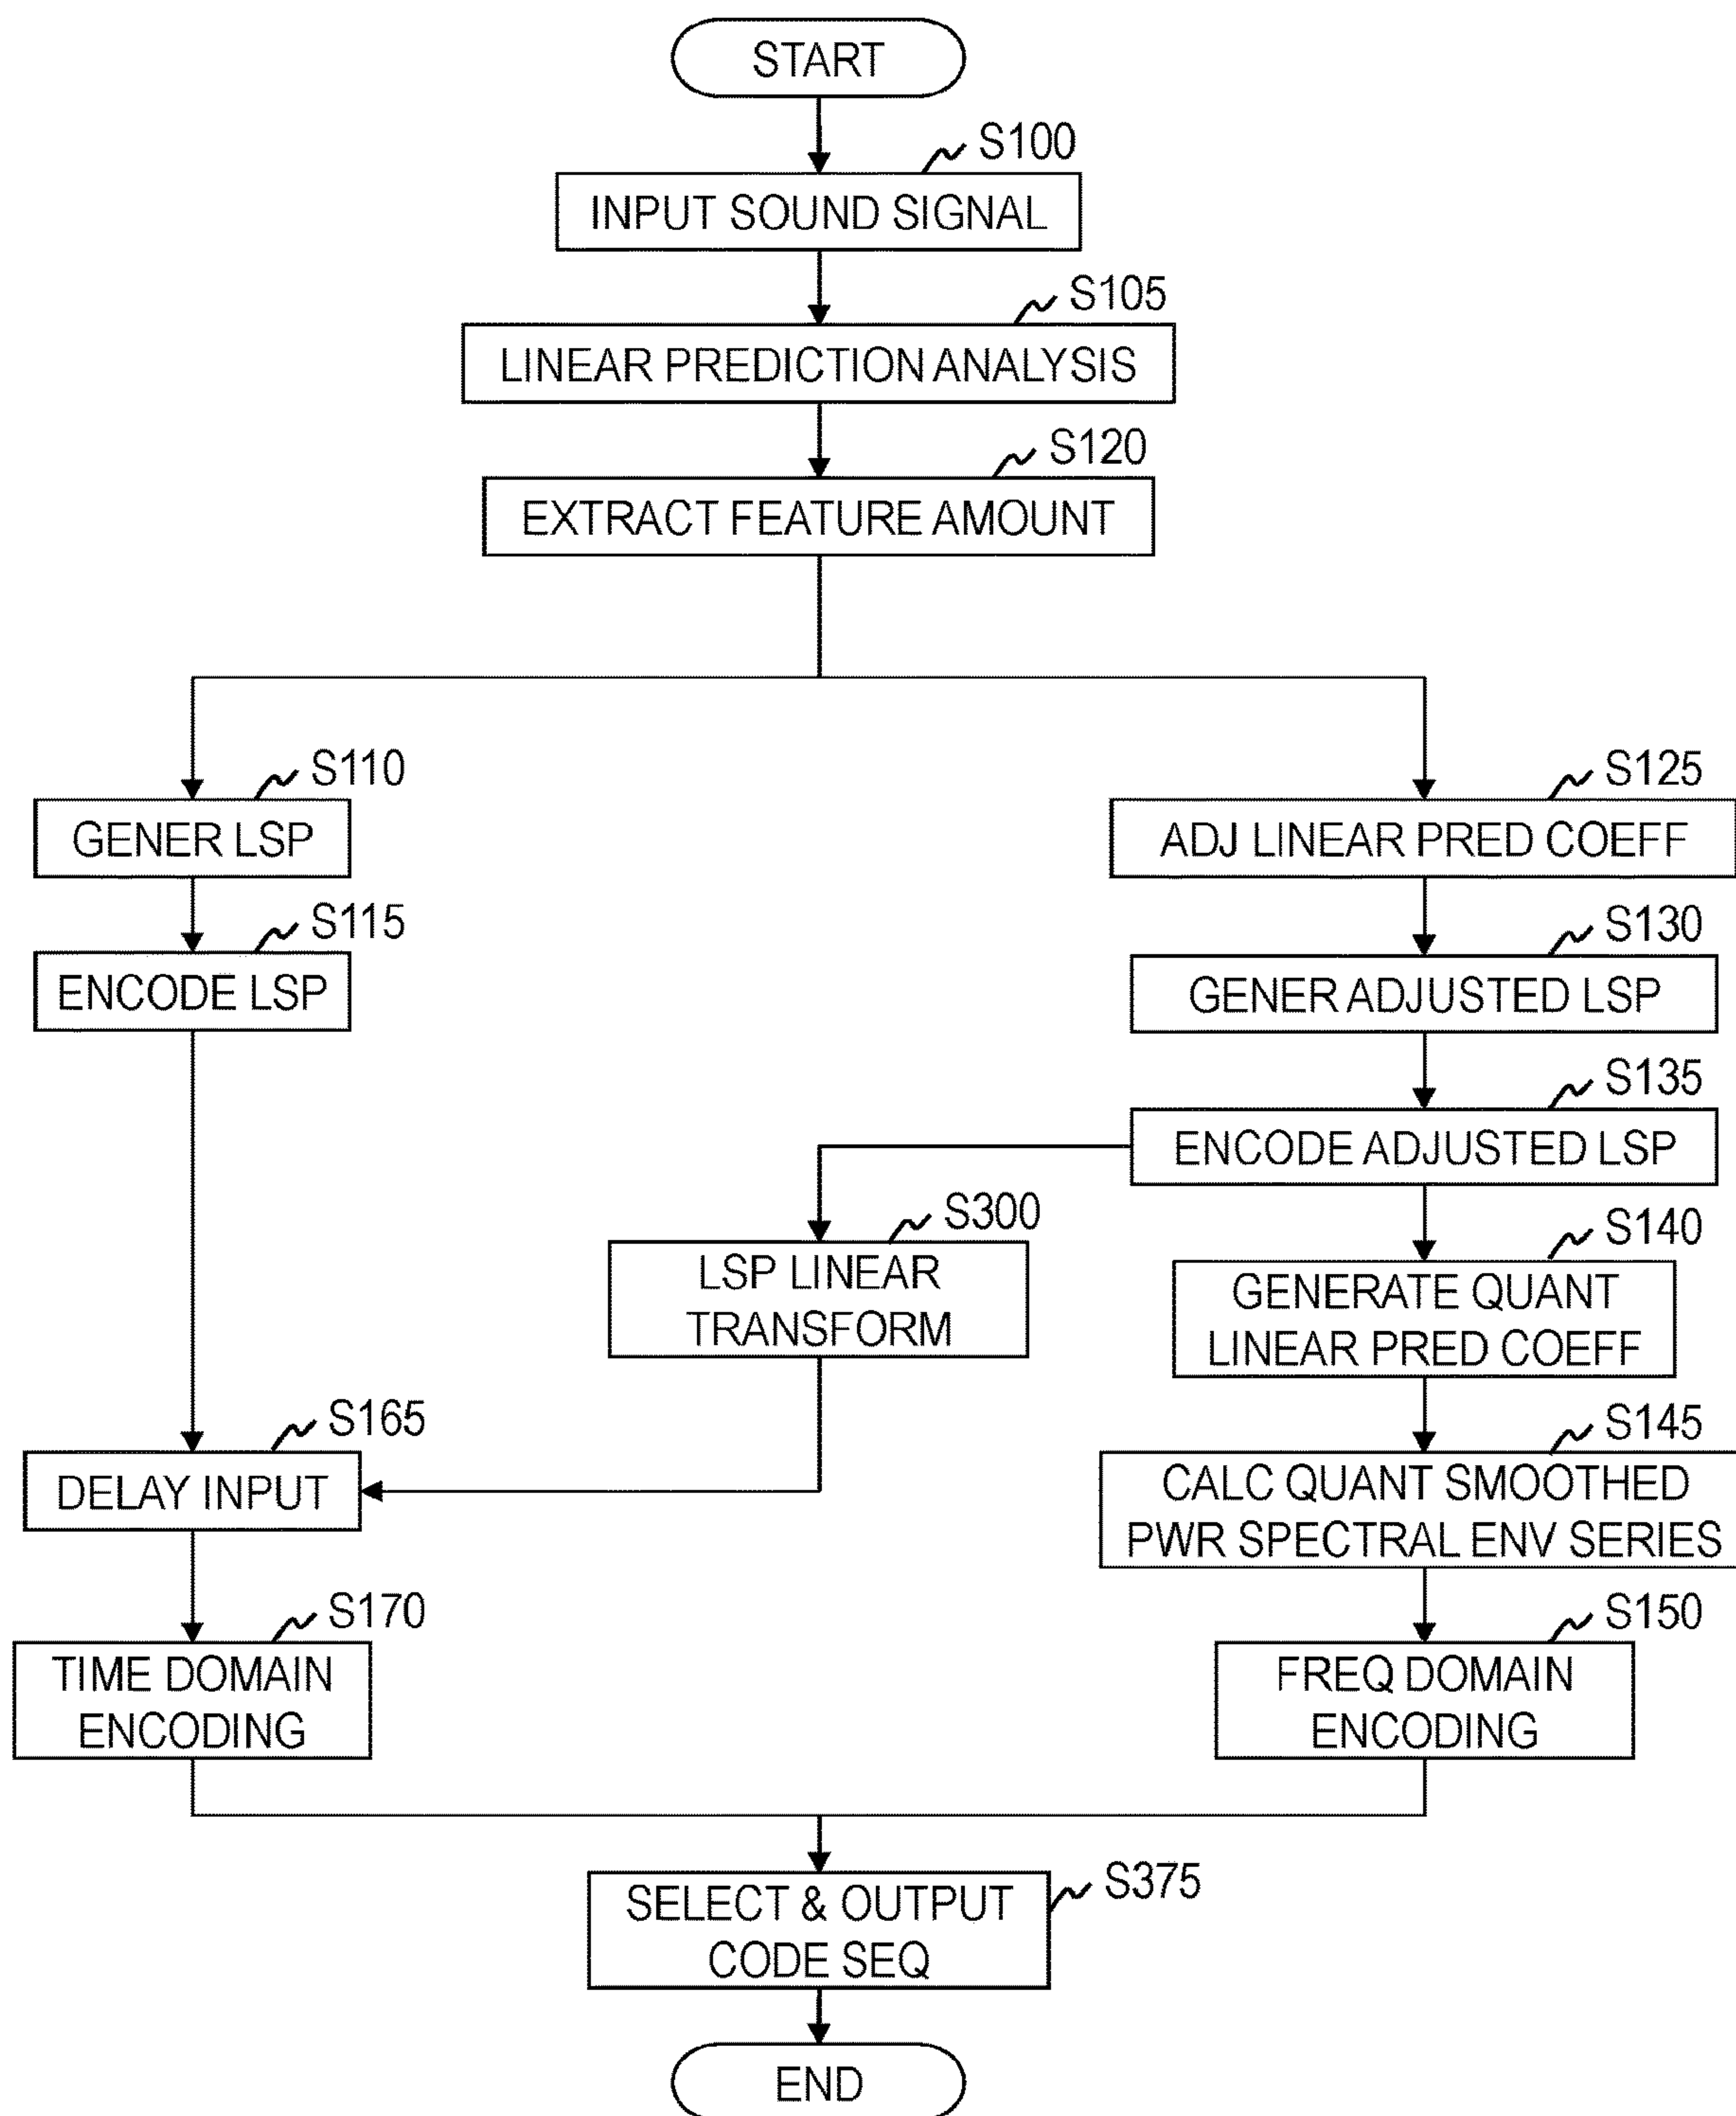 START
S100
INPUT SOUND SIGNAL
S105
LINEAR PREDICTION ANALYSIS
S120
EXTRACT FEATURE AMOUNT
S110
GENER LSP
S115
ENCODE LSP
S125
ADJ LINEAR PRED COEFF
S130
GENER ADJUSTED LSP
S135
ENCODE ADJUSTED LSP
S300
LSP LINEAR
TRANSFORM
S140
GENERATE QUANT
LINEAR PRED COEFF
S165
DELAY INPUT
S145
CALC QUANT SMOOTHED
PWR SPECTRAL ENV SERIES
S170
TIME DOMAIN
ENCODING
S150
FREQ DOMAIN
ENCODING
S375
SELECT & OUTPUT
CODE SEQ
END